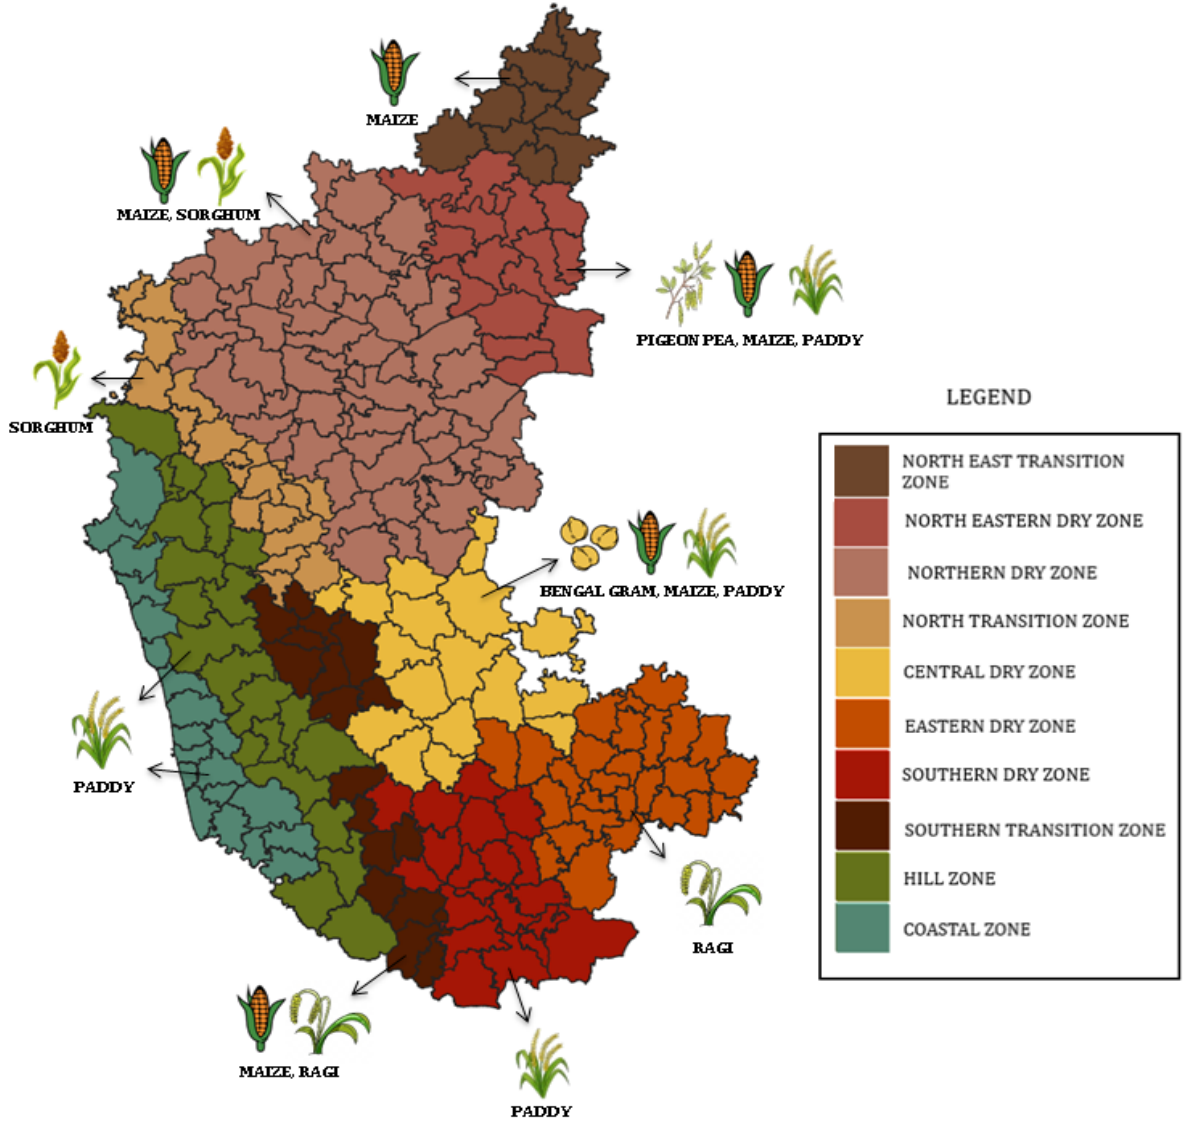 MAIZE
MAIZE, SORGHUM
PIGEON PEA, MAIZE, PADDY
SORGHUM
BENGAL GRAM, MAIZE, PADDY
PADDY
RAGI
MAIZE, RAGI
PADDY
LEGEND
NORTH EAST TRANSITION
ZONE
NORTH EASTERN DRY ZONE
NORTHERN DRY ZONE
NORTH TRANSITION ZONE
CENTRAL DRY ZONE
EASTERN DRY ZONE
SOUTHERN DRY ZONE
SOUTHERN TRANSITION ZONE
HILL ZONE
COASTAL ZONE